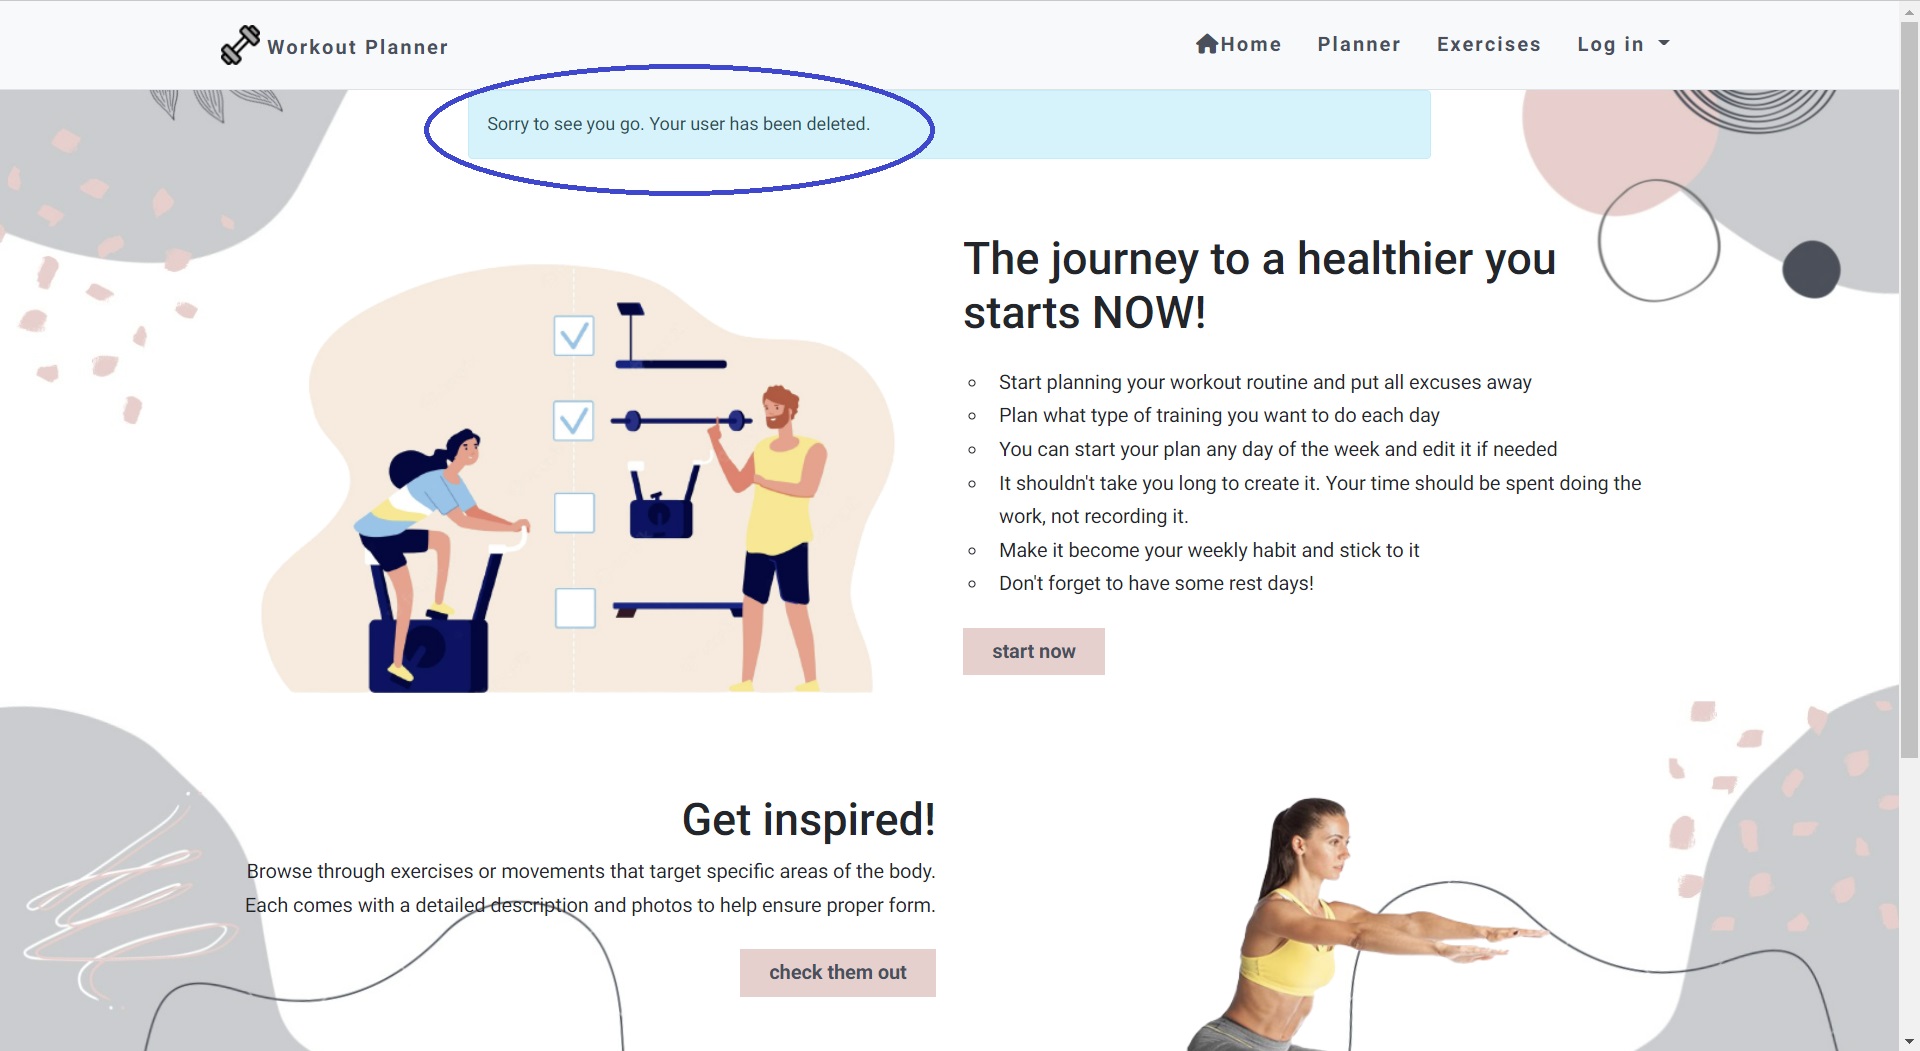 Workout Planner
Home Planner Exercises Log in
Sorry to see you go. Your user has been deleted.
The journey to a healthier you
starts NOW!
Start planning your workout routine and put all excuses away
Plan what type of training you want to do each day
You can start your plan any day of the week and edit it if needed
It shouldn't take you long to create it. Your time should be spent doing the
work, not recording it.
Make it become your weekly habit and stick to it
Don't forget to have some rest days!
start now
Get inspired!
Browse through exercises or movements that target specific areas of the body.
Each comes with a detailed description and photos to help ensure proper form.
check them out